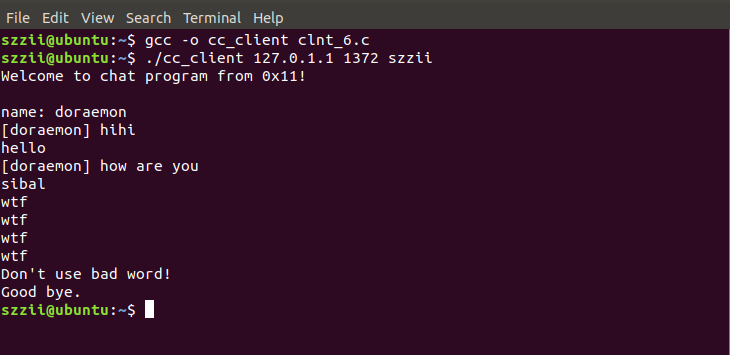 File Edit View Search Terminal Help
szzii@ubuntu:~$ gcc -o cc_client clnt_6.c
szzii@ubuntu:~$ ./cc_client 127.0.1.1 1372 szzii
Welcome to chat program from 0x11!
name: doraemon
[doraemon] hihi
hello
[doraemon] how are you
sibal
wtf
wtf
wtf
wtf
Don't use bad word!
Good bye.
szzii@ubuntu:~$